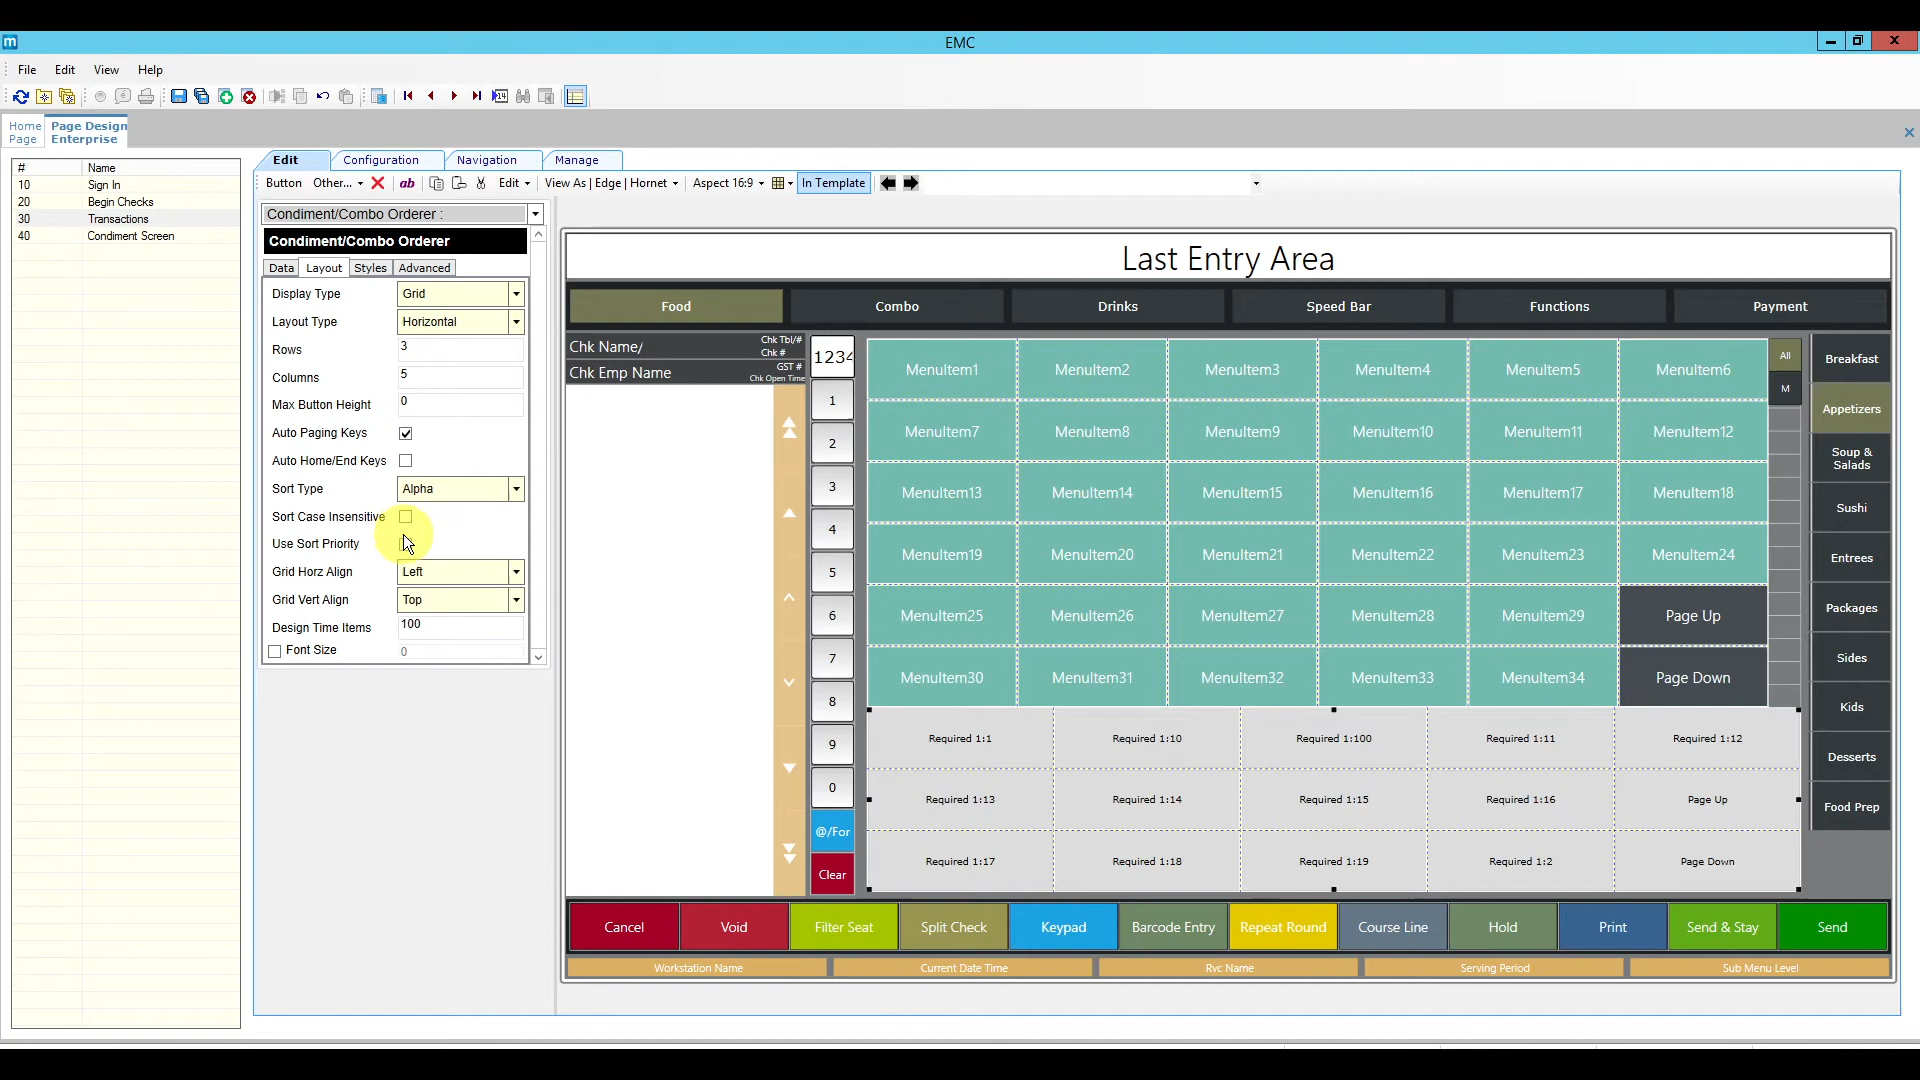 EMC
File Edit View Help
Home Page
Page Design Enterprise
# Name
10 Sign In
20 Begin Checks
30 Transactions
40 Condiment Screen
Edit Configuration Navigation Manage
Button Other... ab Edit View As | Edge | Hornet Aspect 16:9 In Template
Condiment/Combo Orderer :
Condiment/Combo Orderer
Data Layout Styles Advanced
Display Type Grid
Layout Type Horizontal
Rows 3
Columns 5
Max Button Height 0
Auto Paging Keys
Auto Home/End Keys
Sort Type Alpha
Sort Case Insensitive
Use Sort Priority
Grid Horz Align Left
Grid Vert Align Top
Design Time Items 100
Font Size 0
Last Entry Area
Food Combo Drinks Speed Bar Functions Payment
Chk Name/ Chk Tbl/#
Chk #
Chk Emp Name GST #
Chk Open Time
1234
1
2
3
4
5
6
7
8
9
0
@/For
Clear
MenuItem1 MenuItem2 MenuItem3 MenuItem4 MenuItem5 MenuItem6
MenuItem7 MenuItem8 MenuItem9 MenuItem10 MenuItem11 MenuItem12
MenuItem13 MenuItem14 MenuItem15 MenuItem16 MenuItem17 MenuItem18
MenuItem19 MenuItem20 MenuItem21 MenuItem22 MenuItem23 MenuItem24
MenuItem25 MenuItem26 MenuItem27 MenuItem28 MenuItem29 Page Up
MenuItem30 MenuItem31 MenuItem32 MenuItem33 MenuItem34 Page Down
Required 1:1 Required 1:10 Required 1:100 Required 1:11 Required 1:12
Required 1:13 Required 1:14 Required 1:15 Required 1:16 Page Up
Required 1:17 Required 1:18 Required 1:19 Required 1:2 Page Down
All
M
Breakfast
Appetizers
Soup &
Salads
Sushi
Entrees
Packages
Sides
Kids
Desserts
Food Prep
Cancel Void Filter Seat Split Check Keypad Barcode Entry Repeat Round Course Line Hold Print Send & Stay Send
Workstation Name Current Date Time Rvc Name Serving Period Sub Menu Level